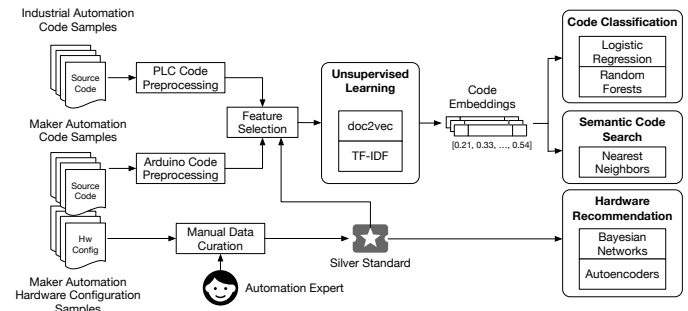 Industrial Automation
Code Samples
Source
Code
PLC Code
Preprocessing
Maker Automation
Code Samples
Source
Code
Arduino Code
Preprocessing
Feature
Selection
Unsupervised
Learning
doc2vec
TF-IDF
Code
Embeddings
[0.21, 0.33, ..., 0.54]
Code Classification
Logistic
Regression
Random
Forests
Semantic Code
Search
Nearest
Neighbors
Hw
Config
Maker Automation
Hardware Configuration
Samples
Manual Data
Curation
Automation Expert
Silver Standard
Hardware
Recommendation
Bayesian
Networks
Autoencoders